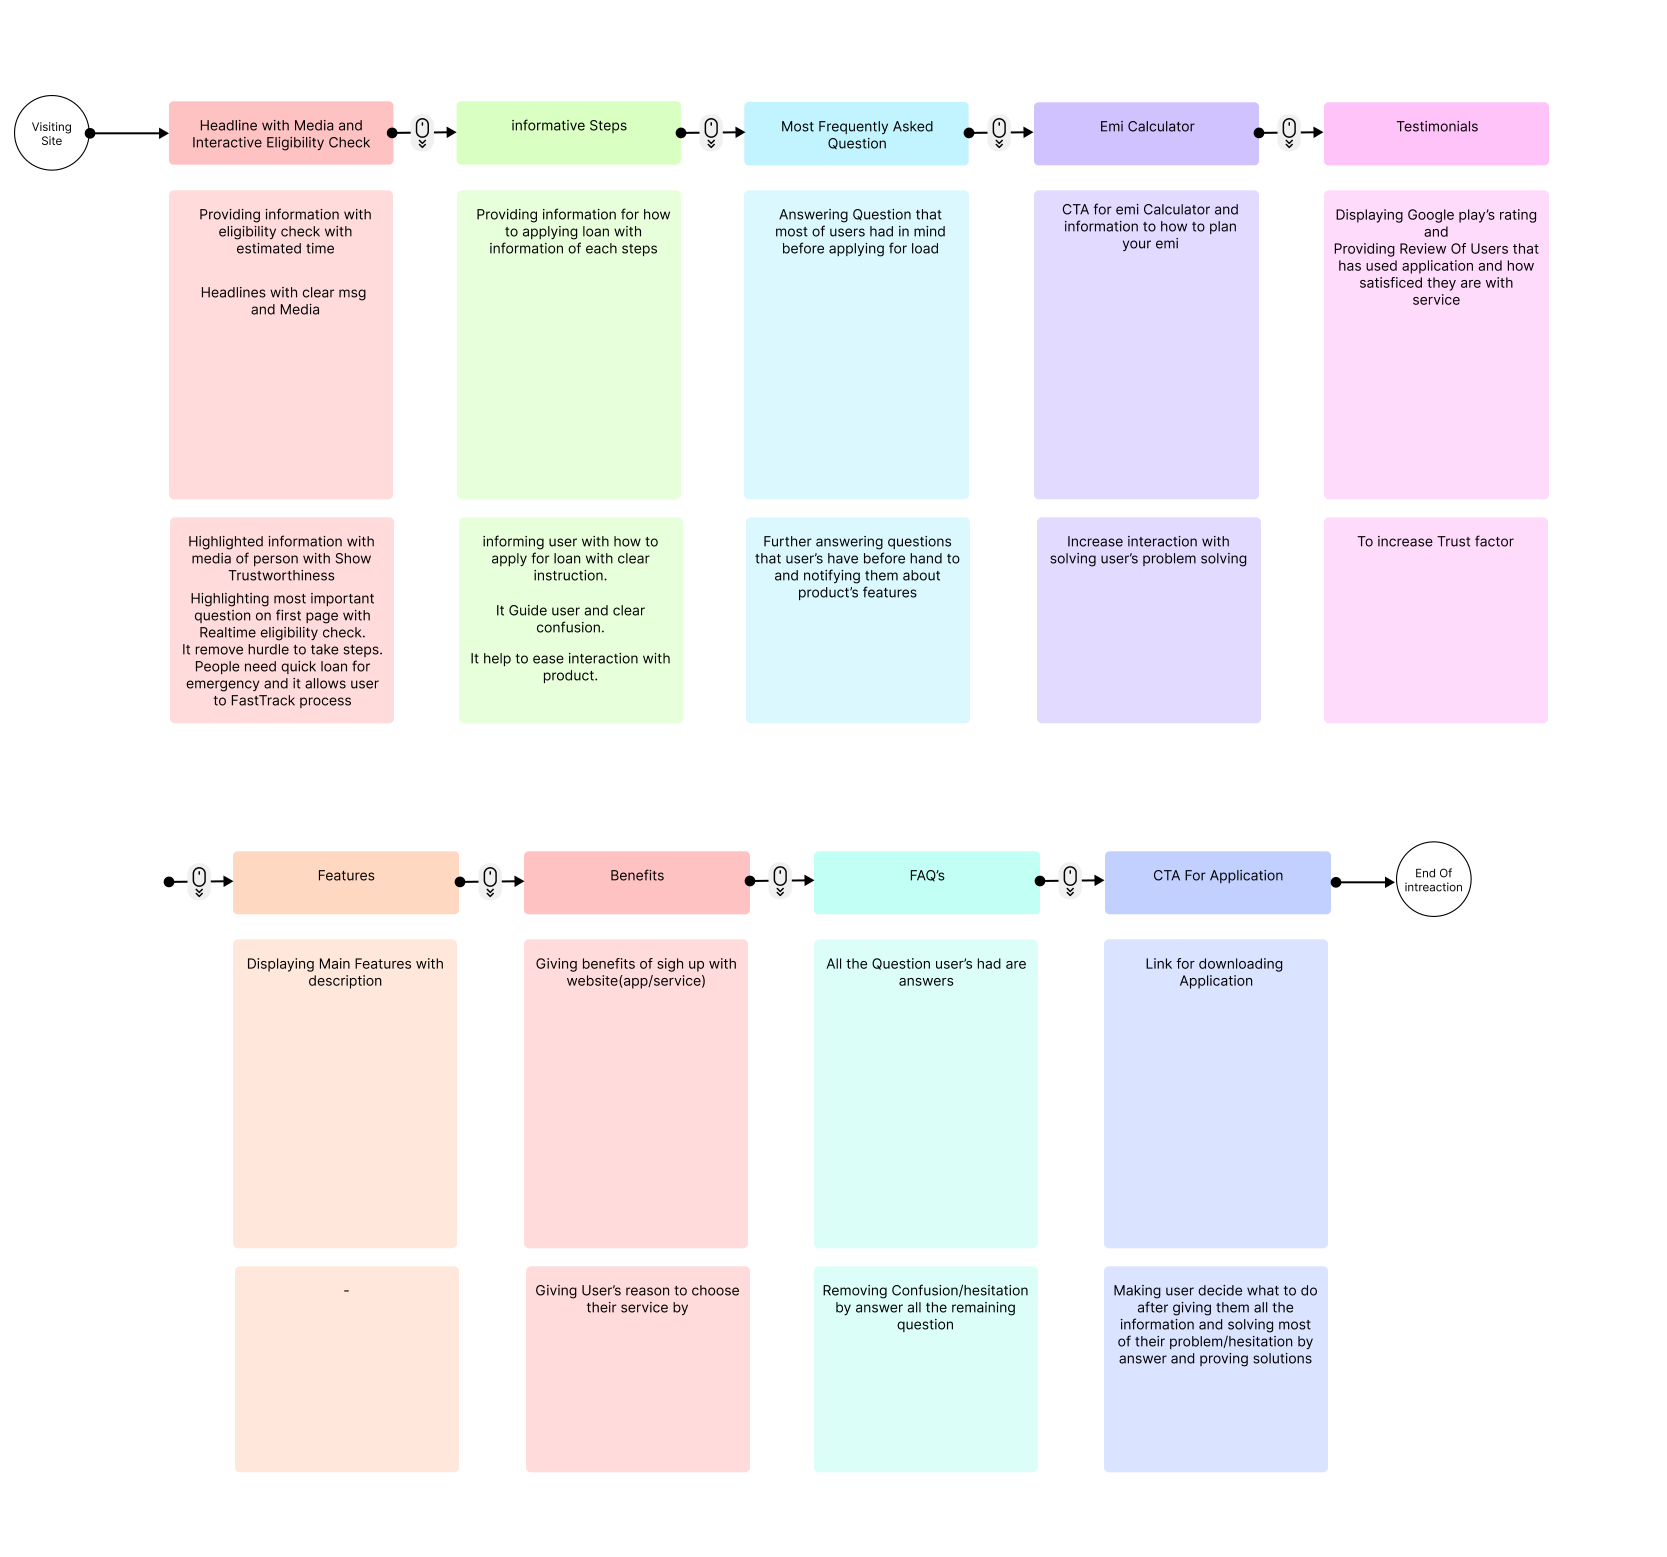 Visiting
Site
Headline with Media and
Interactive Eligibility Check
informative Steps
Most Frequently Asked
Question
Emi Calculator
Testimonials
Providing information with
eligibility check with
estimated time
Headlines with clear msg
and Media
Providing information for how
to applying loan with
information of each steps
Answering Question that
most of users had in mind
before applying for load
CTA for emi Calculator and
information to how to plan
your emi
Displaying Google play's rating
and
Providing Review Of Users that
has used application and how
satisficed they are with
service
Highlighted information with
media of person with Show
Trustworthiness
Highlighting most important
question on first page with
Realtime eligibility check.
It remove hurdle to take steps.
People need quick loan for
emergency and it allows user
to FastTrack process
informing user with how to
apply for loan with clear
instruction.
It Guide user and clear
confusion.
It help to ease interaction with
product.
Further answering questions
that user's have before hand to
and notifying them about
product's features
Increase interaction with
solving user's problem solving
To increase Trust factor
Features
Benefits
FAQ's
CTA For Application
End Of
intreaction
Displaying Main Features with
description
Giving benefits of sigh up with
website(app/service)
All the Question user's had are
answers
Link for downloading
Application
-
Giving User's reason to choose
their service by
Removing Confusion/hesitation
by answer all the remaining
question
Making user decide what to do
after giving them all the
information and solving most
of their problem/hesitation by
answer and proving solutions